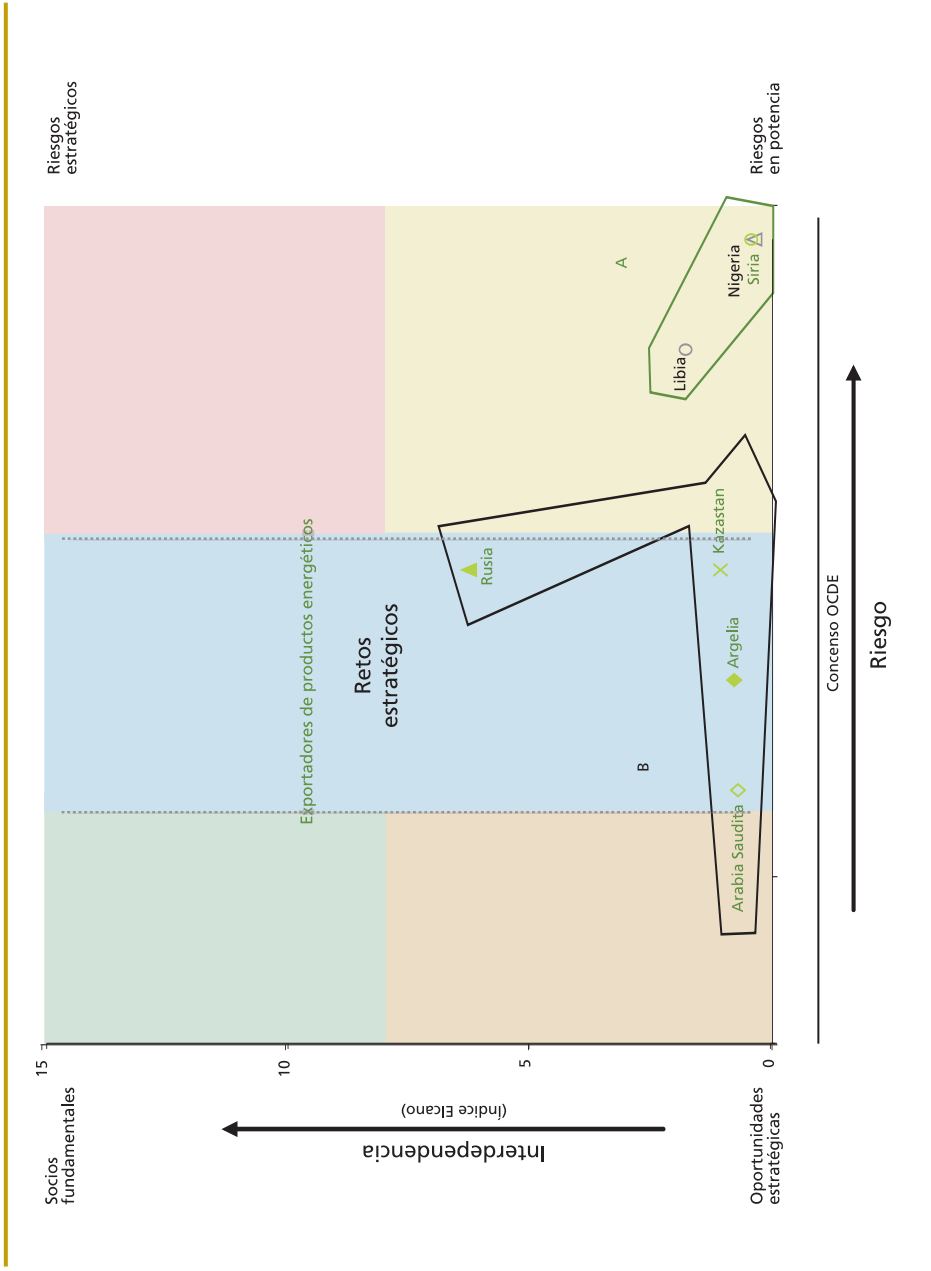 Socios
fundamentales
Riesgos
estratégicos
15
10
5
0
Interdependencia
(Índice Elcano)
Exportadores de productos energéticos
Retos
estratégicos
Rusia
B
A
Libia
Nigeria
Siria
Kazastan
Argelia
Arabia Saudita
Oportunidades
estratégicas
Riesgos
en potencia
Concenso OCDE
Riesgo